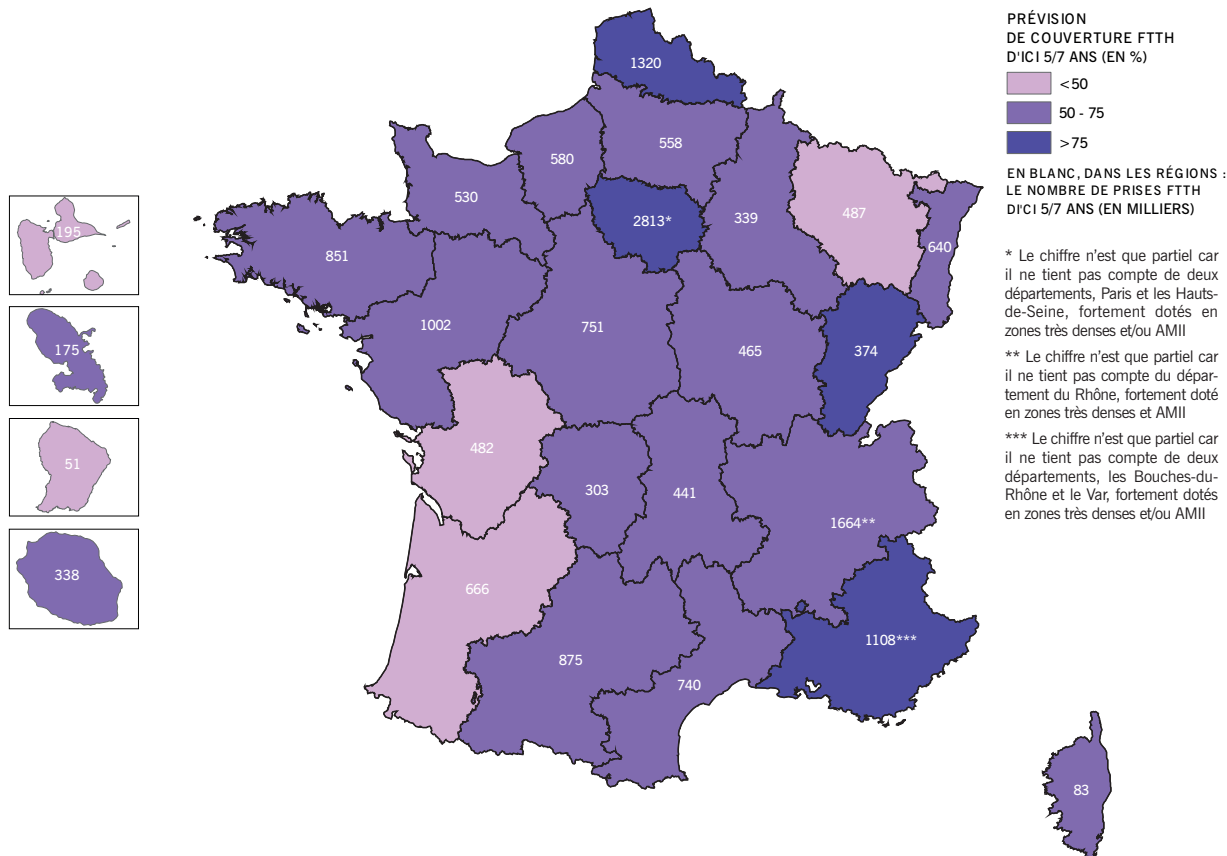 PRÉVISION
DE COUVERTURE FTTH
D'ICI 5/7 ANS (EN %)
<50
50 - 75
>75
EN BLANC, DANS LES RÉGIONS :
LE NOMBRE DE PRISES FTTH
D'ICI 5/7 ANS (EN MILLIERS)
* Le chiffre n'est que partiel car
il ne tient pas compte de deux
départements, Paris et les Hauts-
de-Seine, fortement dotés en
zones très denses et/ou AMII
** Le chiffre n'est que partiel car
il ne tient pas compte du dépar-
tement du Rhône, fortement doté
en zones très denses et AMII
*** Le chiffre n'est que partiel car
il ne tient pas compte de deux
départements, les Bouches-du-
Rhône et le Var, fortement dotés
en zones très denses et/ou AMII
1320
558
580
530
2813*
339
487
640
195
851
1002
751
465
374
175
482
303
441
1664**
51
666
338
875
740
1108***
83